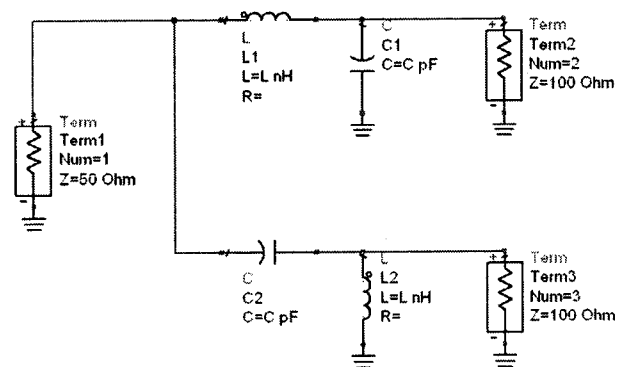 L
L1
L=L nH
R=
C
C1
C=C pF
Term
Term2
Num=2
Z=100 Ohm
Term
Term1
Num=1
Z=50 Ohm
C
C2
C=C pF
L
L2
L=L nH
R=
Term
Term3
Num=3
Z=100 Ohm